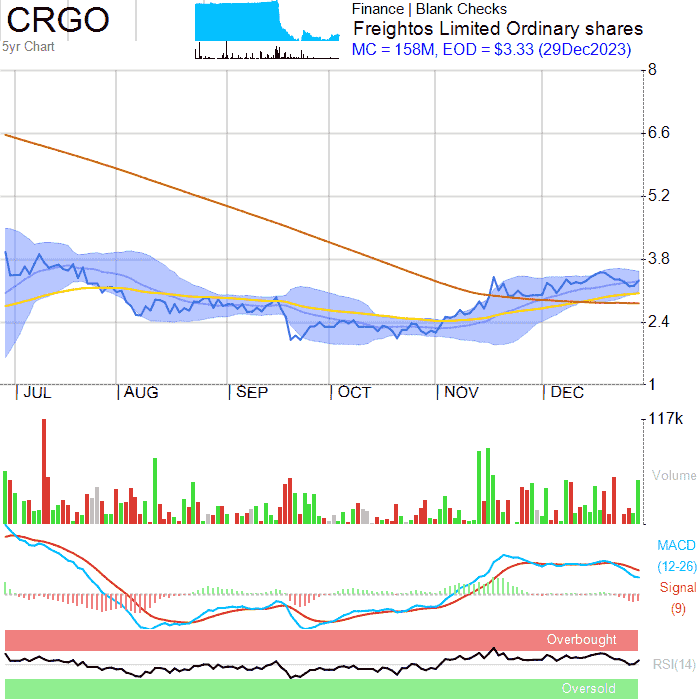 CRGO
5yr Chart
Finance | Blank Checks
Freightos Limited Ordinary shares
MC = 158M, EOD = $3.33 (29Dec2023)
8
6.6
5.2
3.8
2.4
1
| JUL | AUG | SEP | OCT | NOV | DEC
117k
Volume
MACD
(12-26)
Signal
(9)
Overbought
RSI(14)
Oversold